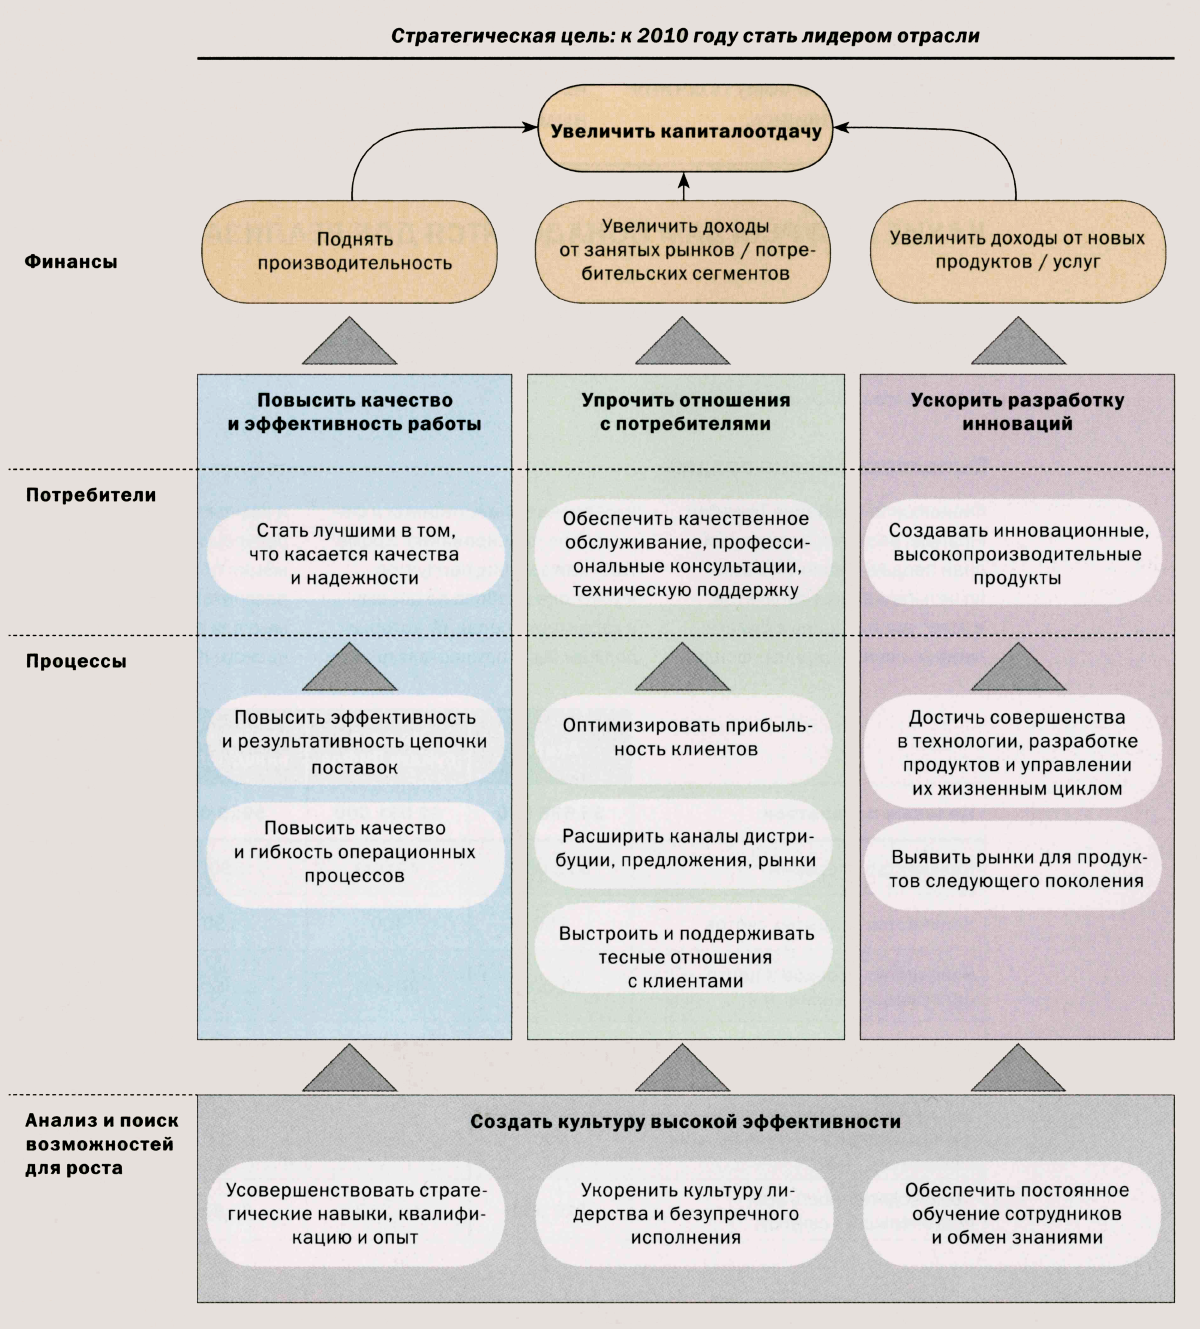 Стратегическая цель: к 2010 году стать лидером отрасли
Увеличить капиталоотдачу
Финансы
Поднять
производительность
Увеличить доходы
от занятых рынков / потре-
бительских сегментов
Увеличить доходы от новых
продуктов / услуг
Повысить качество
и эффективность работы
Упрочить отношения
с потребителями
Ускорить разработку
инноваций
Потребители
Стать лучшими в том,
что касается качества
и надежности
Обеспечить качественное
обслуживание, професси-
ональные консультации,
техническую поддержку
Создавать инновационные,
высокопроизводительные
продукты
Процессы
Повысить эффективность
и результативность цепочки
поставок
Повысить качество
и гибкость операционных
процессов
Оптимизировать прибыль-
ность клиентов
Расширить каналы дистри-
буции, предложения, рынки
Выстроить и поддерживать
тесные отношения
с клиентами
Достичь совершенства
в технологии, разработке
продуктов и управлении
их жизненным циклом
Выявить рынки для продук-
тов следующего поколения
Анализ и поиск
возможностей
для роста
Создать культуру высокой эффективности
Усовершенствовать страте-
гические навыки, квалифи-
кацию и опыт
Укоренить культуру ли-
дерства и безупречного
исполнения
Обеспечить постоянное
обучение сотрудников
и обмен знаниями